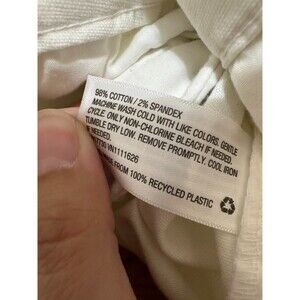 98% COTTON / 2% SPANDEX
MACHINE WASH COLD WITH LIKE COLORS, GENTLE
CYCLE. ONLY NON-CHLORINE BLEACH IF NEEDED.
TUMBLE DRY LOW. REMOVE PROMPTLY. COOL IRON
IF NEEDED.
VN1111626
FROM 100% RECYCLED PLASTIC